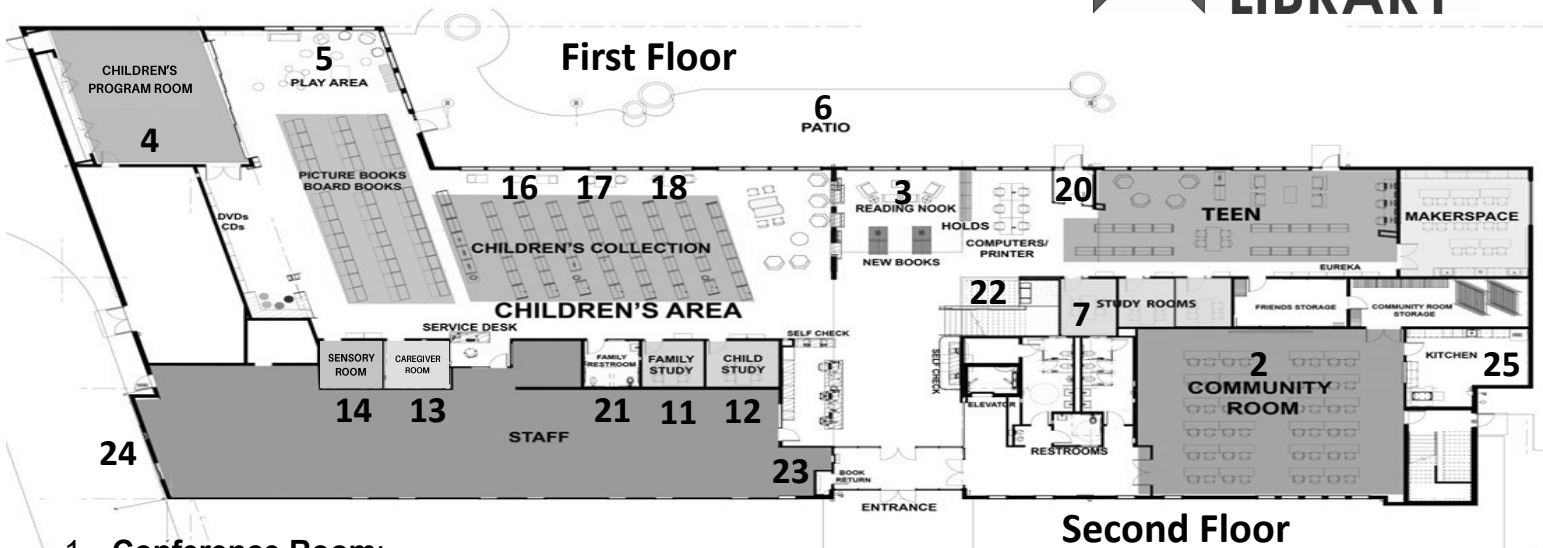 LIBRARY
First Floor
5
PLAY AREA
CHILDREN'S
PROGRAM ROOM
4
6
PATIO
PICTURE BOOKS
BOARD BOOKS
16 17 18
3
READING NOOK
20
TEEN
MAKERSPACE
DVDs
CDs
HOLDS
COMPUTERS/
PRINTER
CHILDREN'S COLLECTION
NEW BOOKS
EUREKA
CHILDREN'S AREA
22
7
STUDY ROOMS
FRIENDS STORAGE
COMMUNITY ROOM
STORAGE
SERVICE DESK
SELF CHECK
SENSORY
ROOM
CAREGIVER
ROOM
FAMILY
RESTROOM
FAMILY
STUDY
CHILD
STUDY
SELF CHECK
2
COMMUNITY
ROOM
KITCHEN
25
ELEVATOR
14 13 21 11 12
STAFF
24
23
BOOK
RETURN
RESTROOMS
ENTRANCE
Second Floor
1. Conference Room: